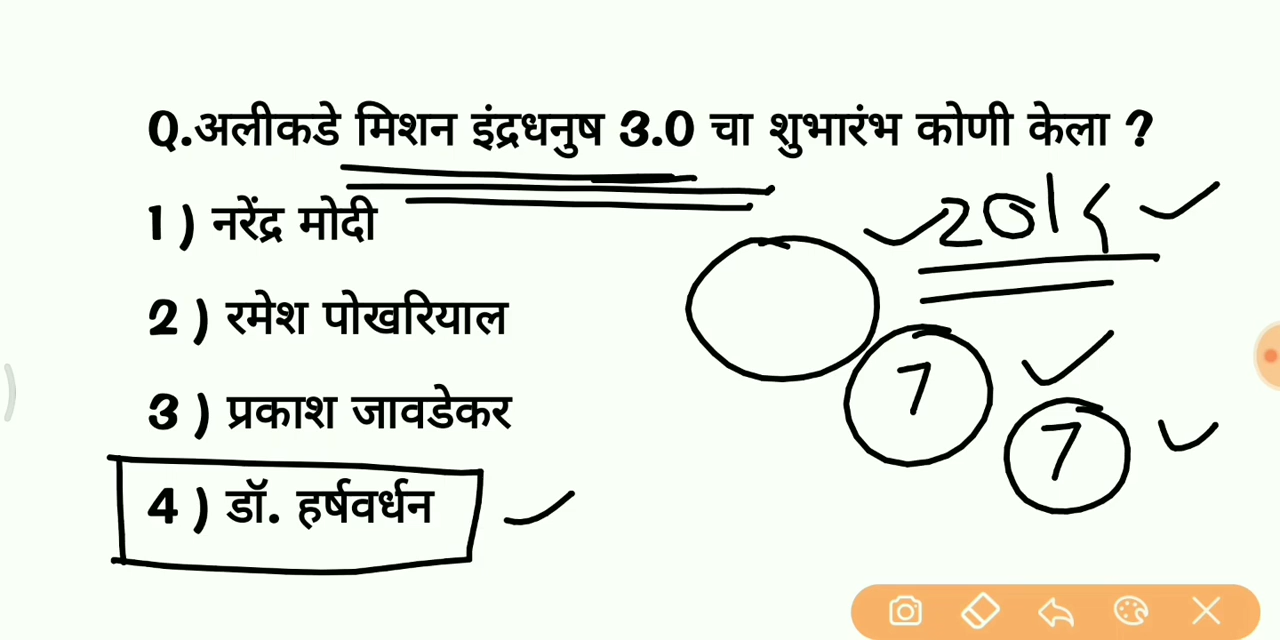 Q.अलीकडे मिशन इंद्रधनुष 3.0 चा शुभारंभ कोणी केला ?
1 ) नरेंद्र मोदी
2014
2 ) रमेश पोखरियाल
7
3 ) प्रकाश जावडेकर
7
4 ) डॉ. हर्षवर्धन